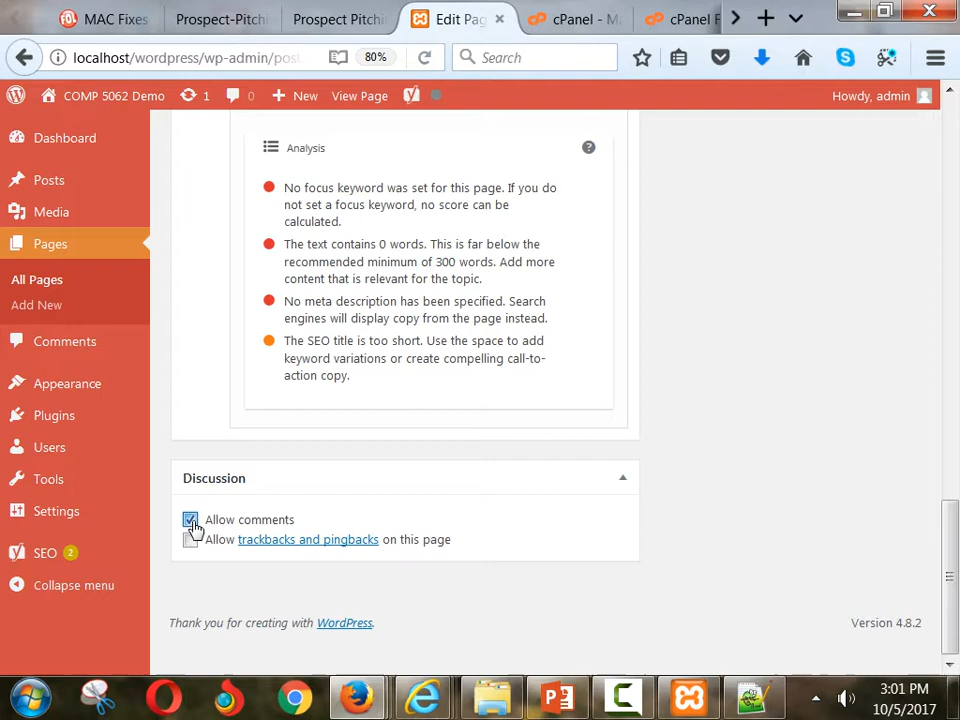 MAC Fixes
Prospect-Pitchi
Prospect Pitchin
Edit Pag
cPanel - Ma
cPanel F
localhost/wordpress/wp-admin/post.
80%
Search
COMP 5062 Demo
1
0
New
View Page
Howdy, admin
Dashboard
Posts
Media
Pages
All Pages
Add New
Comments
Appearance
Plugins
Users
Tools
Settings
SEO 2
Collapse menu
Analysis
No focus keyword was set for this page. If you do
not set a focus keyword, no score can be
calculated.
The text contains 0 words. This is far below the
recommended minimum of 300 words. Add more
content that is relevant for the topic.
No meta description has been specified. Search
engines will display copy from the page instead.
The SEO title is too short. Use the space to add
keyword variations or create compelling call-to-
action copy.
Discussion
Allow comments
Allow trackbacks and pingbacks on this page
Thank you for creating with WordPress.
Version 4.8.2
3:01 PM
10/5/2017